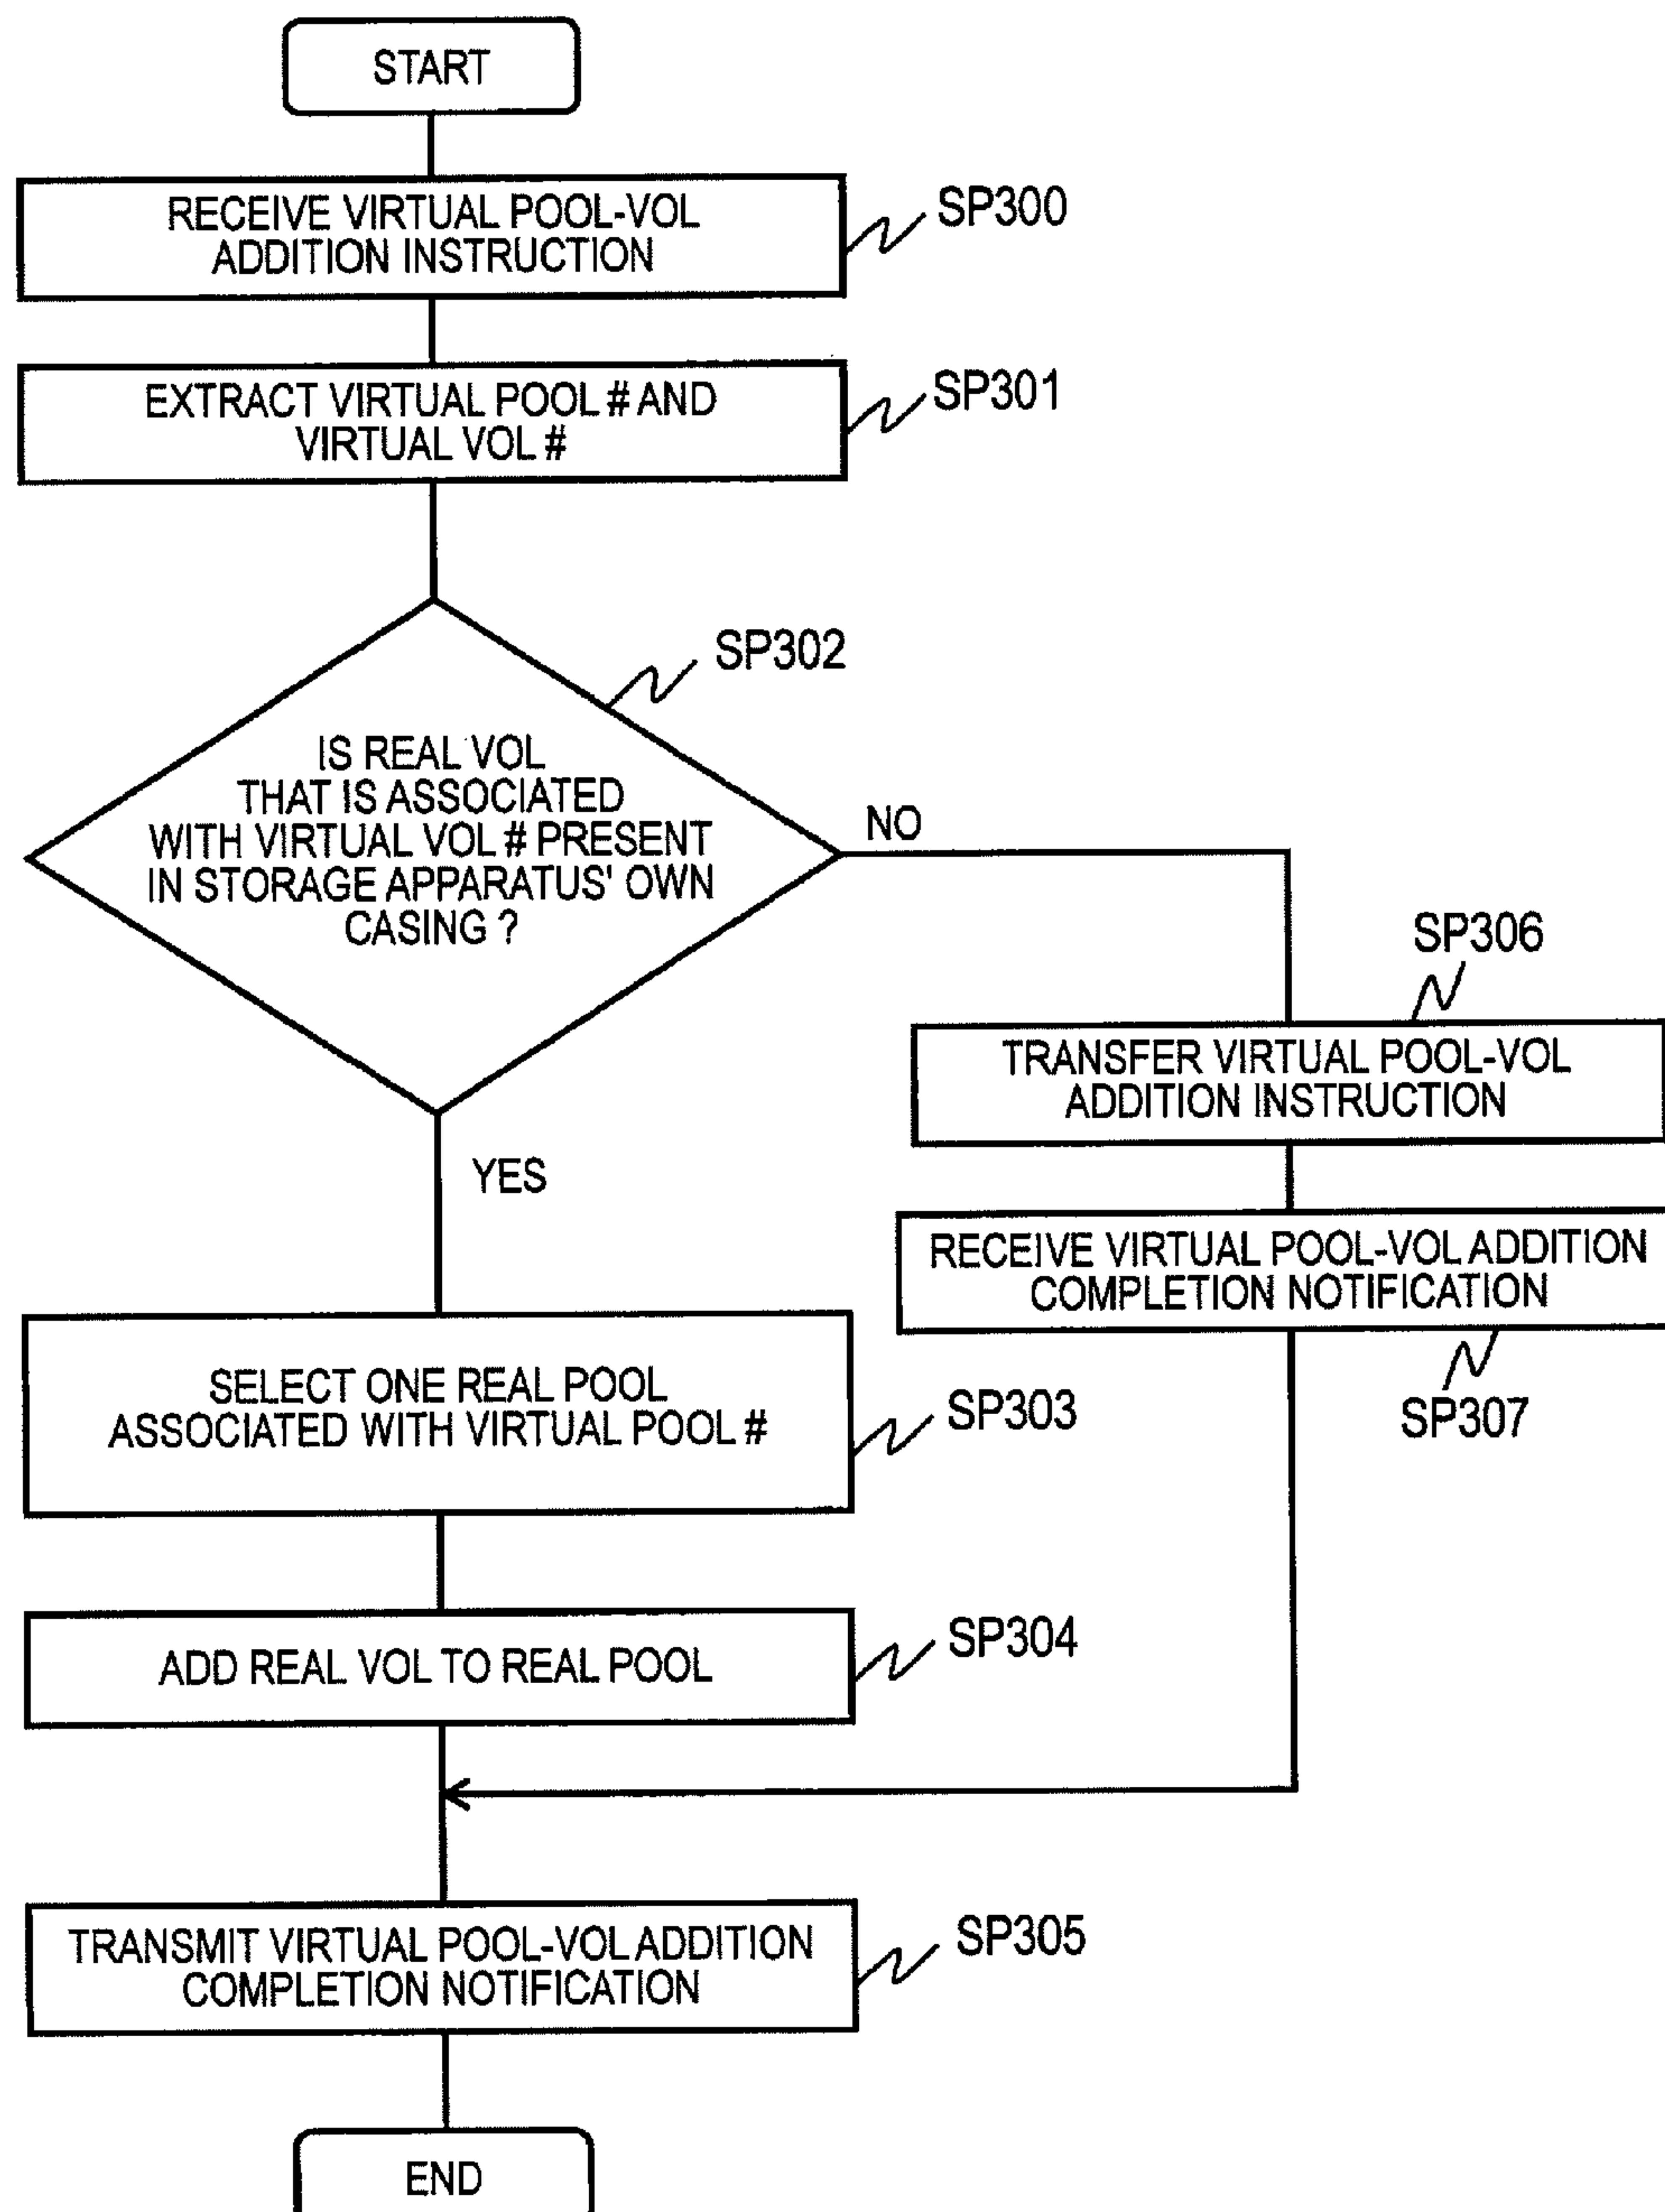 START
RECEIVE VIRTUAL POOL-VOL
ADDITION INSTRUCTION
SP300
EXTRACT VIRTUAL POOL # AND
VIRTUAL VOL #
SP301
SP302
IS REAL VOL
THAT IS ASSOCIATED
WITH VIRTUAL VOL # PRESENT
IN STORAGE APPARATUS' OWN
CASING ?
NO
SP306
TRANSFER VIRTUAL POOL-VOL
ADDITION INSTRUCTION
YES
RECEIVE VIRTUAL POOL-VOL ADDITION
COMPLETION NOTIFICATION
SP307
SELECT ONE REAL POOL
ASSOCIATED WITH VIRTUAL POOL #
SP303
ADD REAL VOL TO REAL POOL
SP304
TRANSMIT VIRTUAL POOL-VOL ADDITION
COMPLETION NOTIFICATION
SP305
END